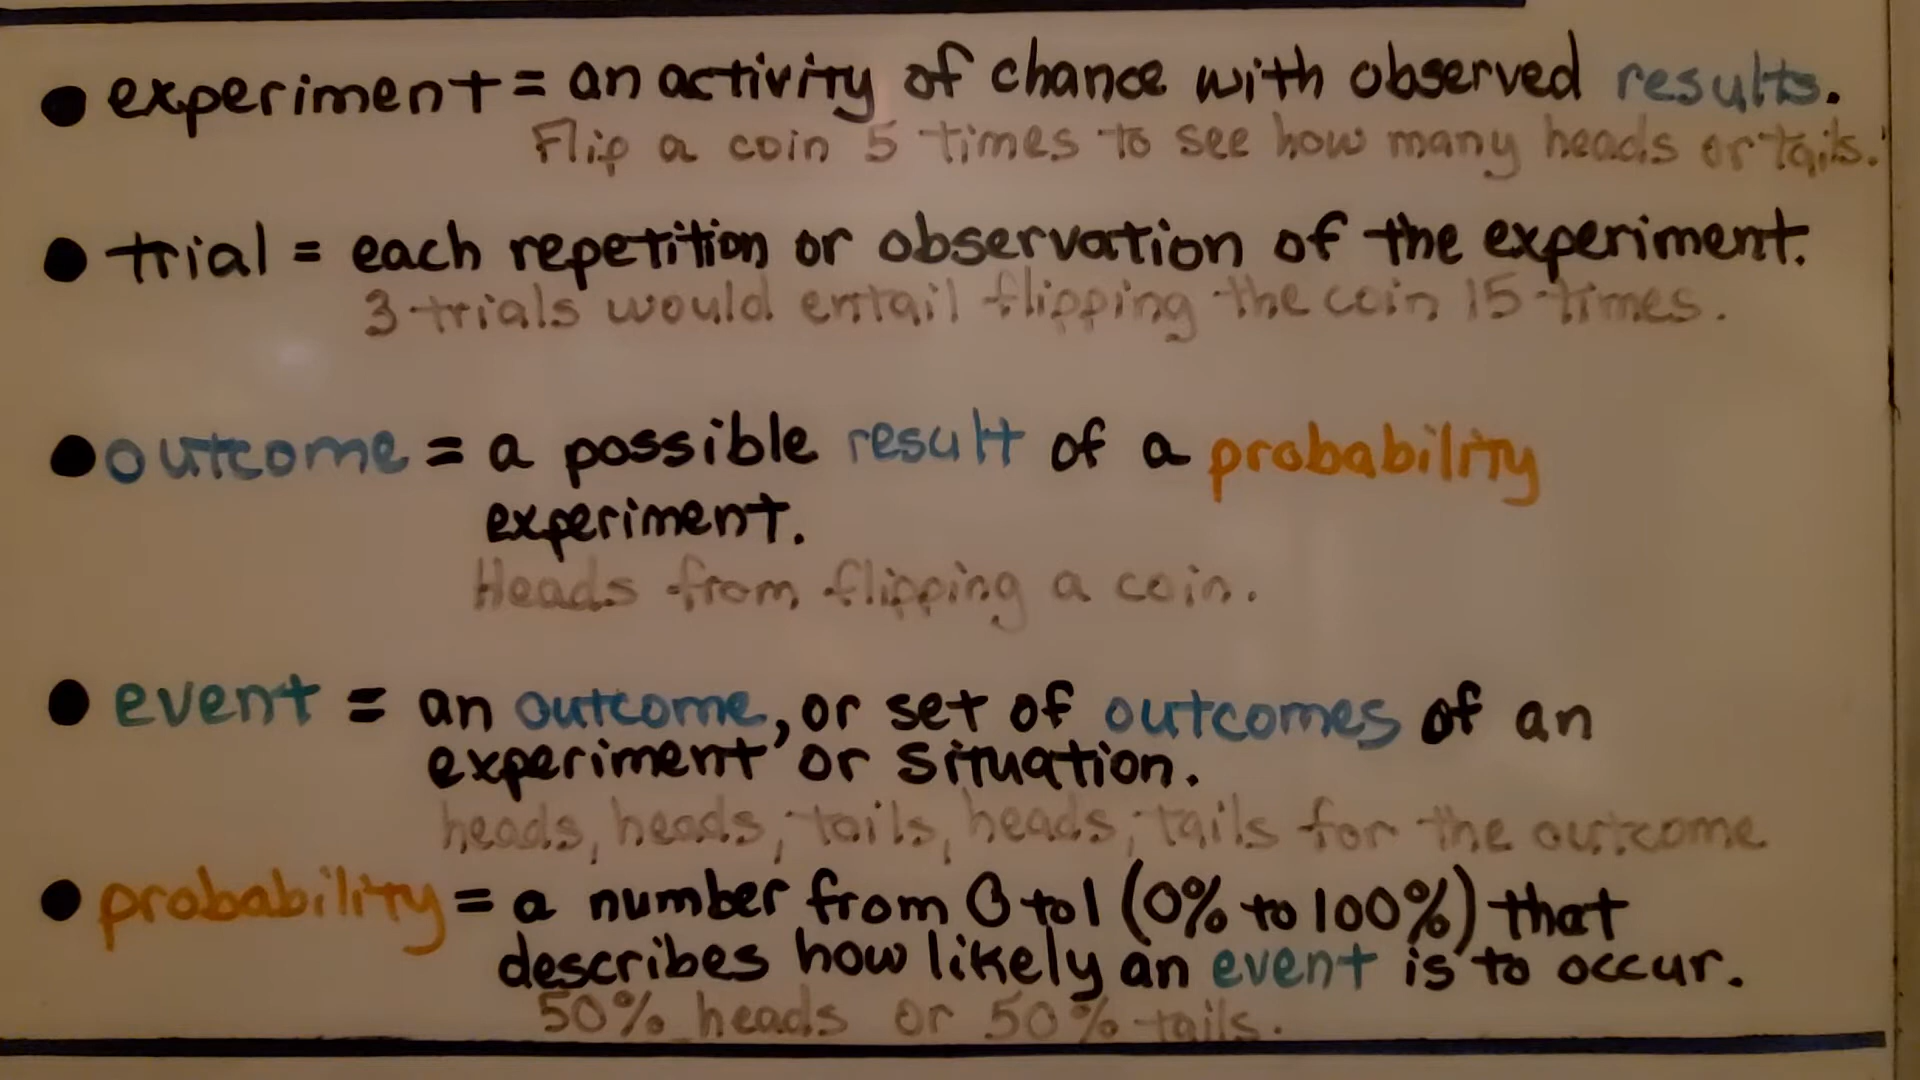 ● experiment = an activity of chance with observed results.
Flip a coin 5 times to see how many heads or tails.
● trial = each repetition or observation of the experiment.
3 trials would entail flipping the coin 15 times.
● outcome = a possible result of a probability
experiment.
Heads from flipping a coin.
● event = an outcome, or set of outcomes of an
experiment or situation.
heads, heads, tails, heads, tails for the outcome
● probability = a number from 0 to 1 (0% to 100%) that
describes how likely an event is to occur.
50% heads or 50% tails.